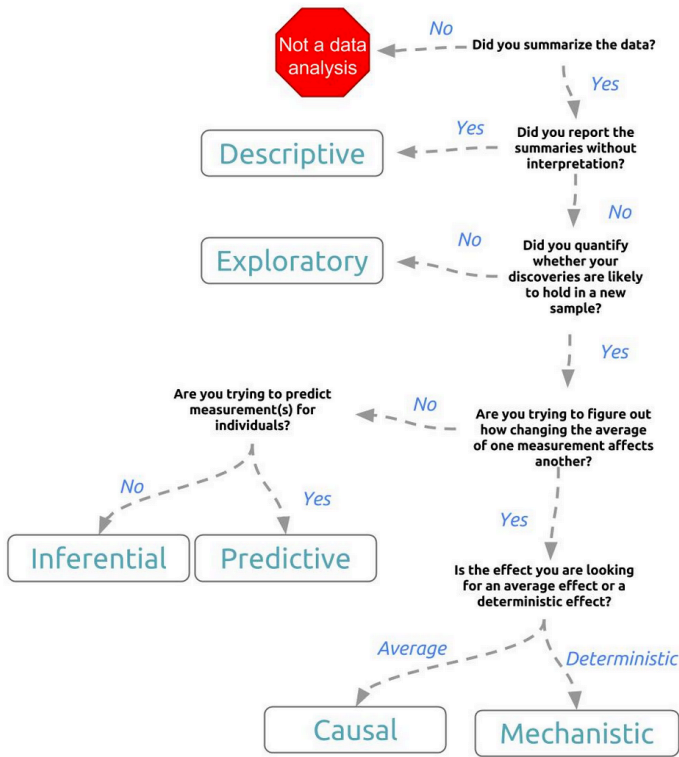 Not a data
analysis
No
Did you summarize the data?
Yes
Descriptive
Yes
Did you report the
summaries without
interpretation?
No
Exploratory
No
Did you quantify
whether your
discoveries are likely
to hold in a new
sample?
Yes
Are you trying to predict
measurement(s) for
individuals?
No
Are you trying to figure out
how changing the average
of one measurement affects
another?
No
Yes
Inferential
Predictive
Yes
Is the effect you are looking
for an average effect or a
deterministic effect?
Average
Deterministic
Causal
Mechanistic